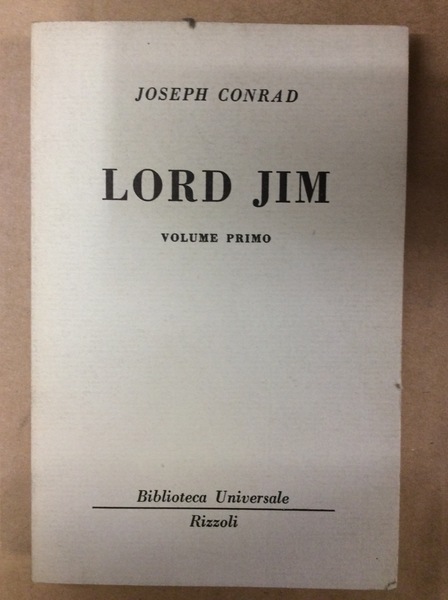 JOSEPH CONRAD
LORD JIM
VOLUME PRIMO
Biblioteca Universale
Rizzoli